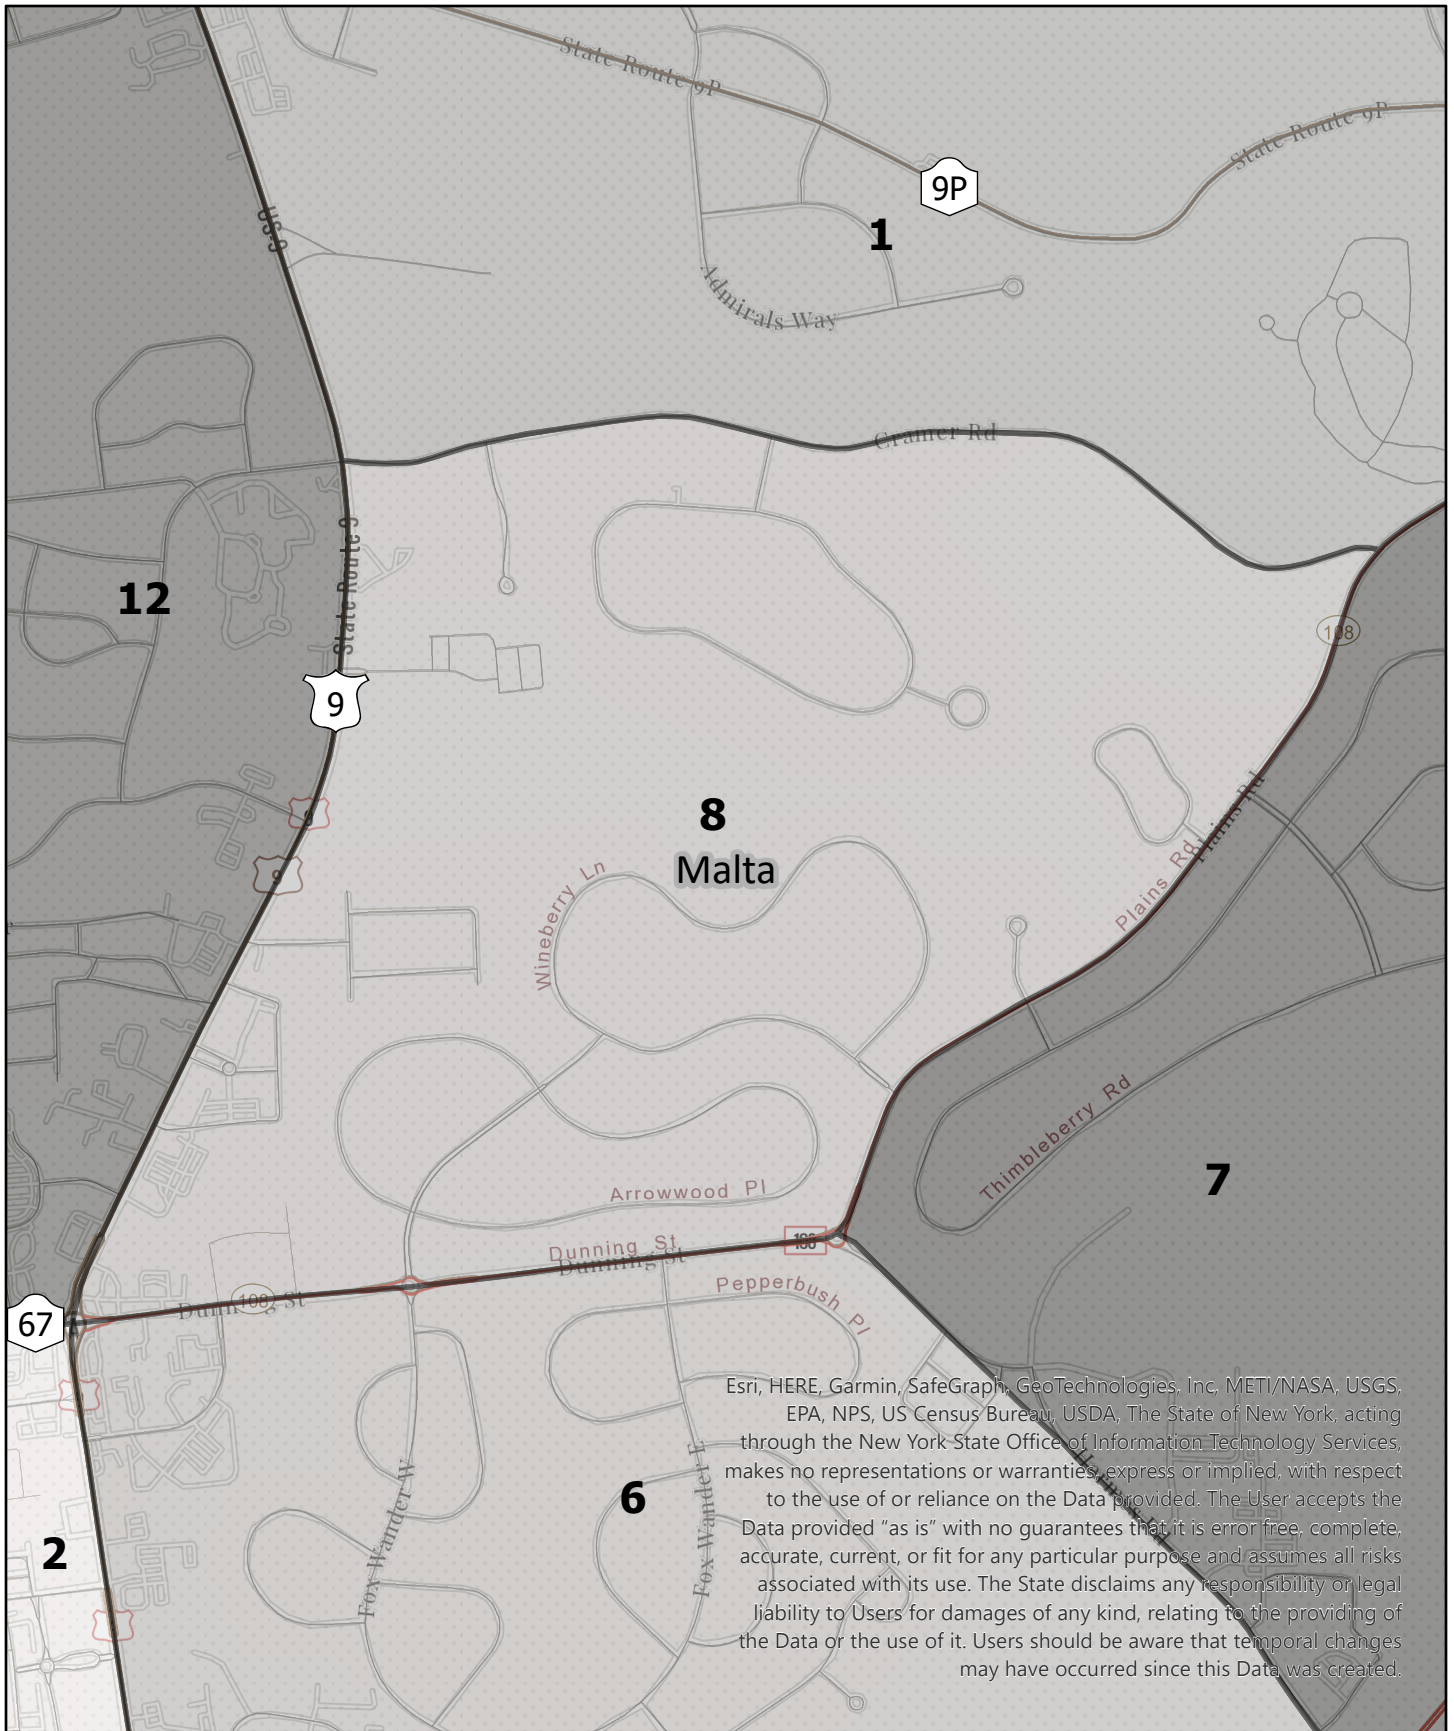 State Route 9P
State Route 9P
9P
US-9
1
Admirals Way
Cramer Rd
State Route 9
12
108
9
9
9
8
Malta
Plains Rd
Plains Rd
Wineberry Ln
Thimbleberry Rd
7
Arrowwood Pl
Dunning St
Dunning St
108
Dunning St
108
67
Pepperbush Pl
Fox Wander W
Fox Wander E
6
2
Esri, HERE, Garmin, SafeGraph, GeoTechnologies, Inc, METI/NASA, USGS,
EPA, NPS, US Census Bureau, USDA, The State of New York, acting
through the New York State Office of Information Technology Services,
makes no representations or warranties, express or implied, with respect
to the use of or reliance on the Data provided. The User accepts the
Data provided "as is" with no guarantees that it is error free, complete,
accurate, current, or fit for any particular purpose and assumes all risks
associated with its use. The State disclaims any responsibility or legal
liability to Users for damages of any kind, relating to the providing of
the Data or the use of it. Users should be aware that temporal changes
may have occurred since this Data was created.